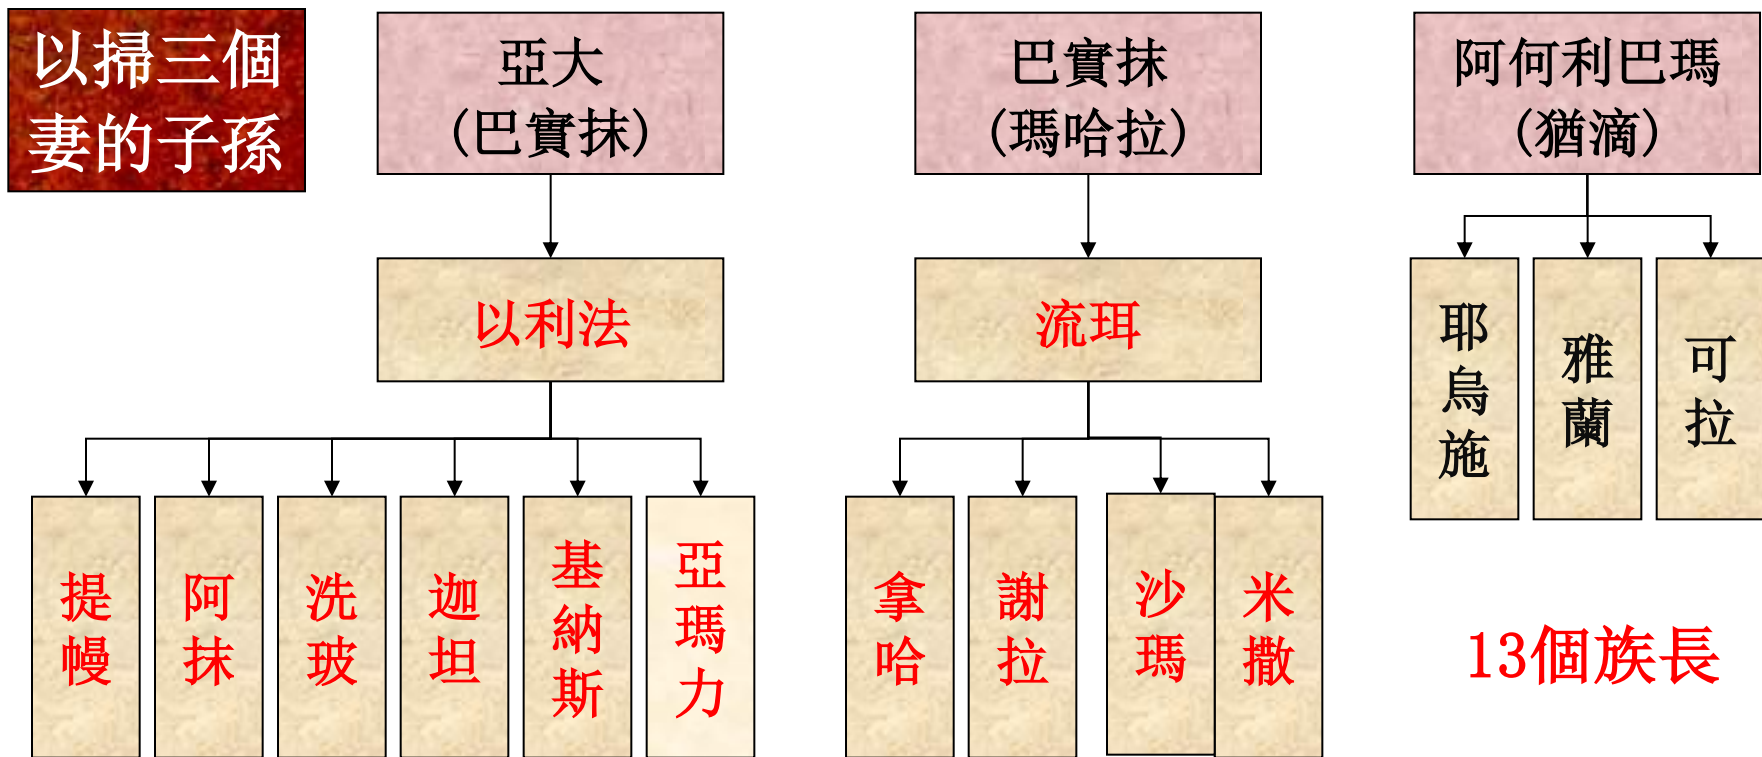 以掃三個
妻的子孫
亞大
(巴實抹)
巴實抹
(瑪哈拉)
阿何利巴瑪
(猶滴)
以利法
流珥
耶烏施
雅蘭
可拉
提幔
阿抹
洗玻
迦坦
基納斯
亞瑪力
拿哈
謝拉
沙瑪
米撒
13個族長